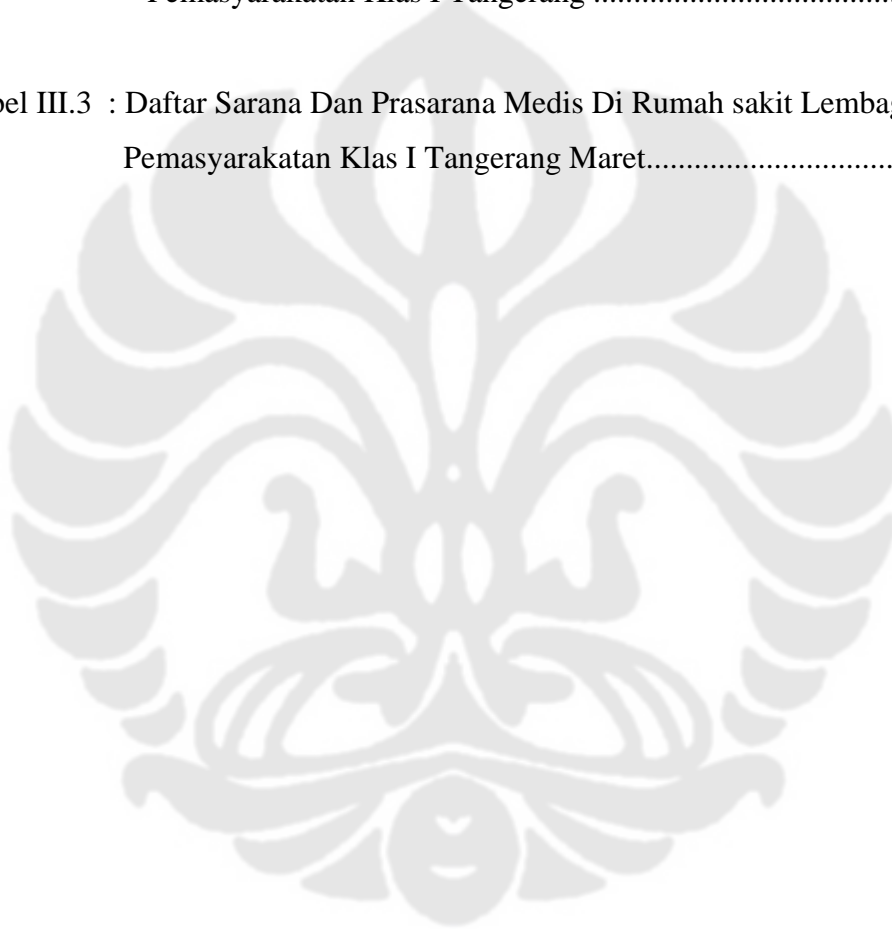 Pemasyarakatan Klas I Tangerang ......................................
bel III.3 : Daftar Sarana Dan Prasarana Medis Di Rumah sakit Lembag
Pemasyarakatan Klas I Tangerang Maret...............................